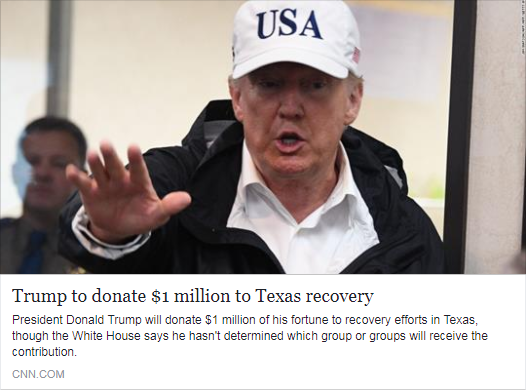 USA
Trump to donate $1 million to Texas recovery
President Donald Trump will donate $1 million of his fortune to recovery efforts in Texas,
though the White House says he hasn't determined which group or groups will receive the
contribution.
CNN.COM